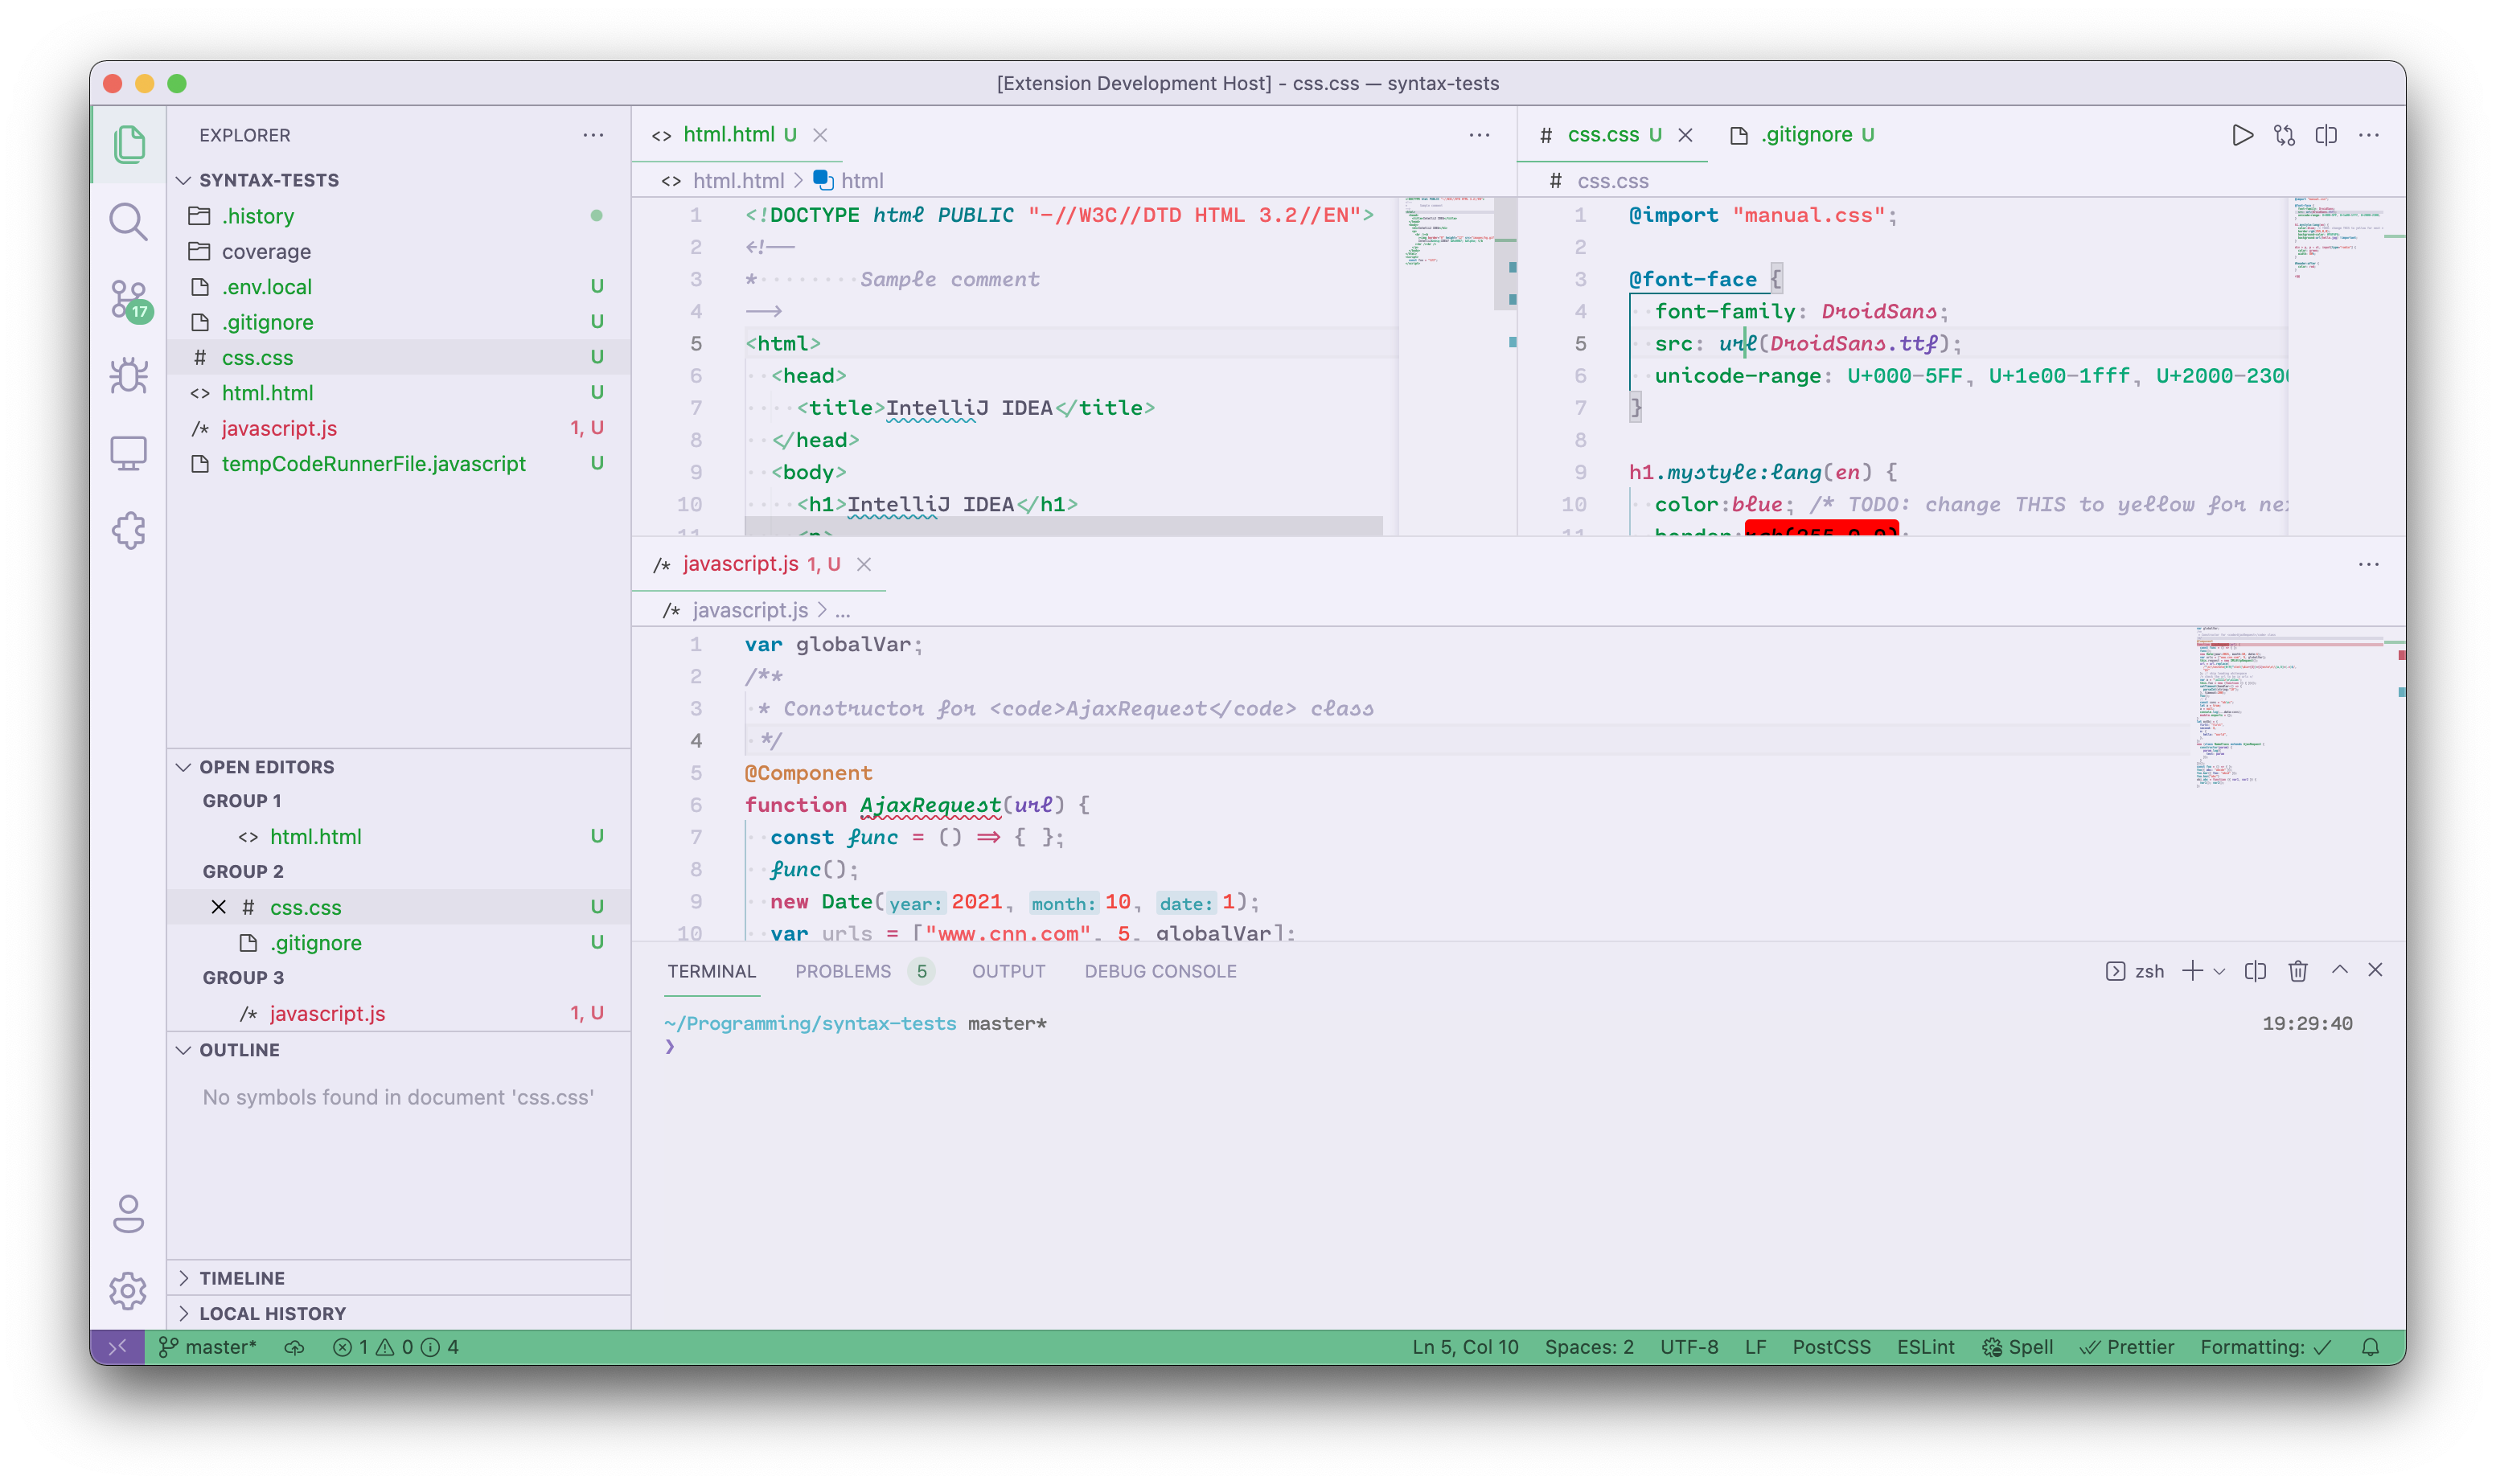 [Extension Development Host] - css.css — syntax-tests
EXPLORER
SYNTAX-TESTS
.history
coverage
.env.local U
.gitignore U
css.css U
html.html U
javascript.js 1, U
tempCodeRunnerFile.javascript U
17
OPEN EDITORS
GROUP 1
html.html U
GROUP 2
css.css U
.gitignore U
GROUP 3
javascript.js 1, U
OUTLINE
No symbols found in document 'css.css'
TIMELINE
LOCAL HISTORY
<> html.html U
<> html.html > html
1 <!DOCTYPE html PUBLIC "-//W3C//DTD HTML 3.2//EN">
2 <!--
3 * Sample comment
4 -->
5 <html>
6 <head>
7 <title>IntelliJ IDEA</title>
8 </head>
9 <body>
10 <h1>IntelliJ IDEA</h1>
11 <p>
# css.css U
.gitignore U
# css.css
1 @import "manual.css";
2
3 @font-face {
4 font-family: DroidSans;
5 src: url(DroidSans.ttf);
6 unicode-range: U+000-5FF, U+1e00-1fff, U+2000-2300
7 }
8
9 h1.mystyle:lang(en) {
10 color:blue; /* TODO: change THIS to yellow for ne
11 border:rgb(255,0,0);
/* javascript.js 1, U
/* javascript.js > ...
1 var globalVar;
2 /**
3 * Constructor for <code>AjaxRequest</code> class
4 */
5 @Component
6 function AjaxRequest(url) {
7 const func = () => { };
8 func();
9 new Date(year: 2021, month: 10, date: 1);
10 var urls = ["www.cnn.com", 5, globalVar];
TERMINAL PROBLEMS 5 OUTPUT DEBUG CONSOLE
zsh
~/Programming/syntax-tests master*
19:29:40
❯
master* 1 0 4
Ln 5, Col 10 Spaces: 2 UTF-8 LF PostCSS ESLint Spell Prettier Formatting: ✓